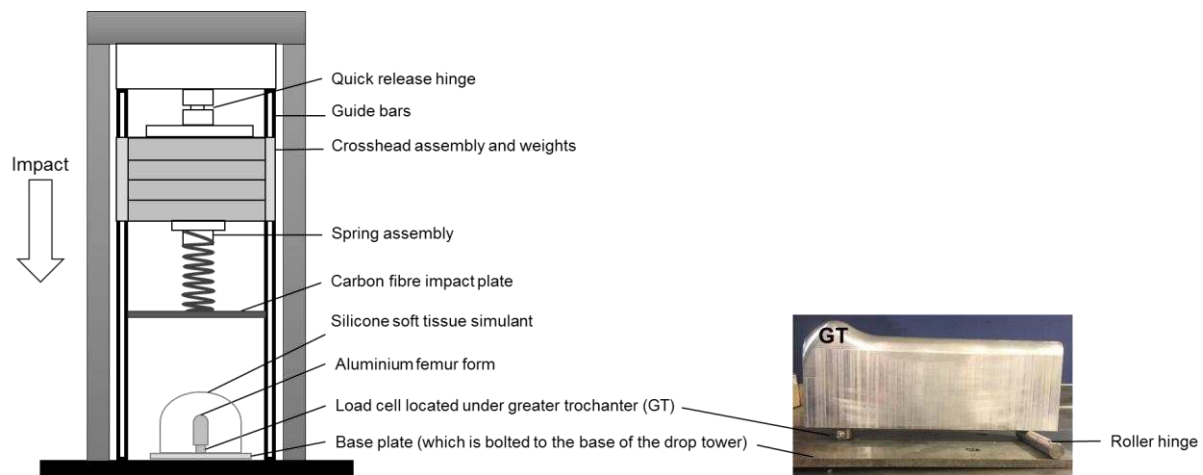 Quick release hinge
Guide bars
Crosshead assembly and weights
Impact
Spring assembly
Carbon fibre impact plate
Silicone soft tissue simulant
Aluminium femur form
Load cell located under greater trochanter (GT)
Base plate (which is bolted to the base of the drop tower)
GT
Roller hinge